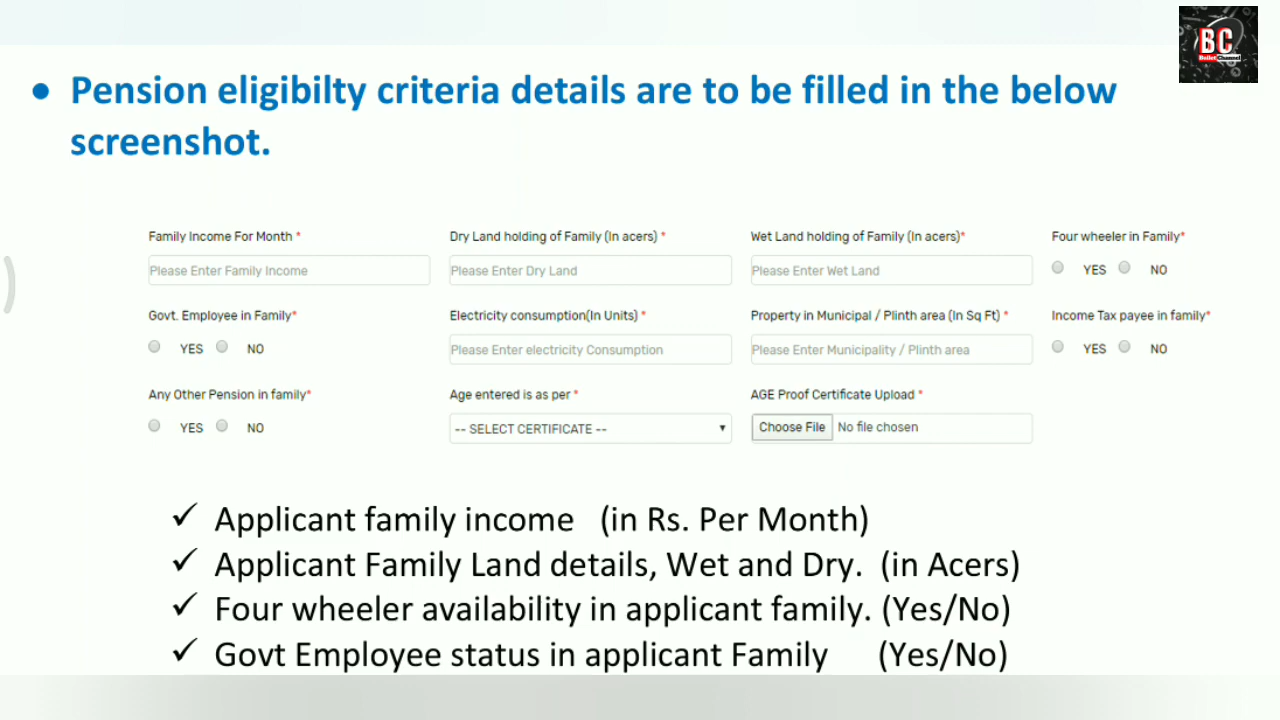 BC
Bullet Channel
• Pension eligibilty criteria details are to be filled in the below
screenshot.
Family Income For Month * Dry Land holding of Family (In acers) * Wet Land holding of Family (In acers)* Four wheeler in Family*
Please Enter Family Income Please Enter Dry Land Please Enter Wet Land YES NO
Govt. Employee in Family* Electricity consumption(In Units) * Property in Municipal / Plinth area (In Sq Ft) * Income Tax payee in family*
YES NO Please Enter electricity Consumption Please Enter Municipality / Plinth area YES NO
Any Other Pension in family* Age entered is as per * AGE Proof Certificate Upload *
YES NO -- SELECT CERTIFICATE -- Choose File No file chosen
✓ Applicant family income (in Rs. Per Month)
✓ Applicant Family Land details, Wet and Dry. (in Acers)
✓ Four wheeler availability in applicant family. (Yes/No)
✓ Govt Employee status in applicant Family (Yes/No)